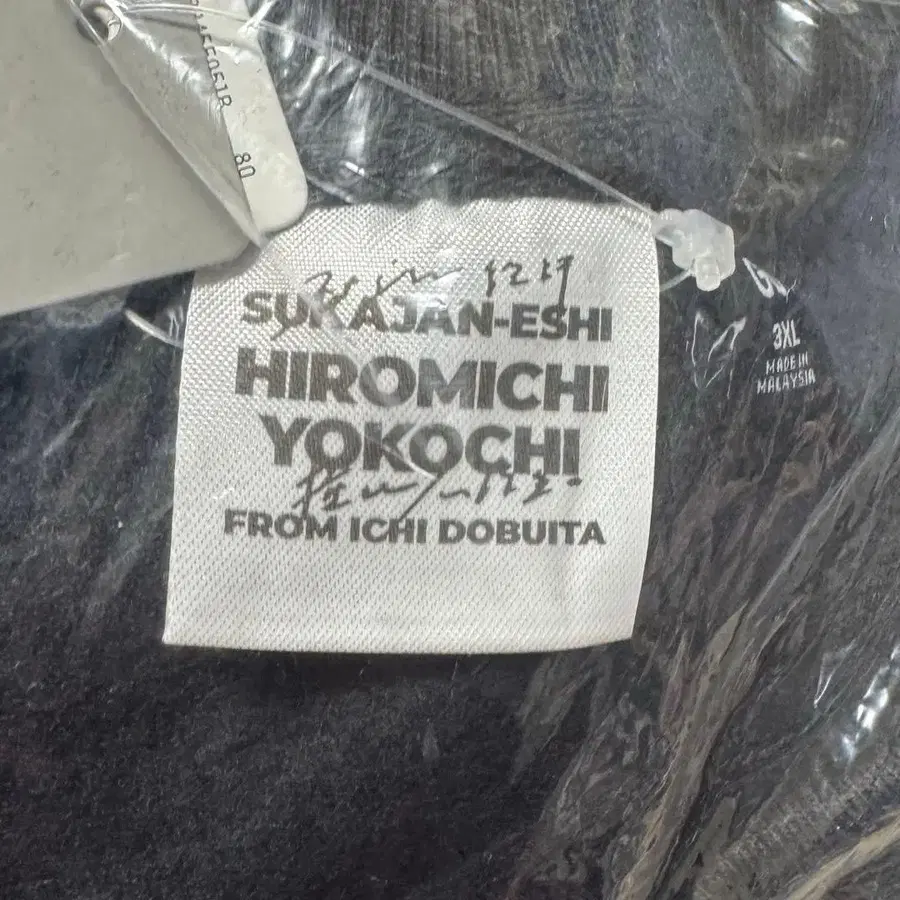 80
SUKAJAN-ESHI
HIROMICHI
YOKOCHI
FROM ICHI DOBUITA
3XL
MADE IN
MALAYSIA